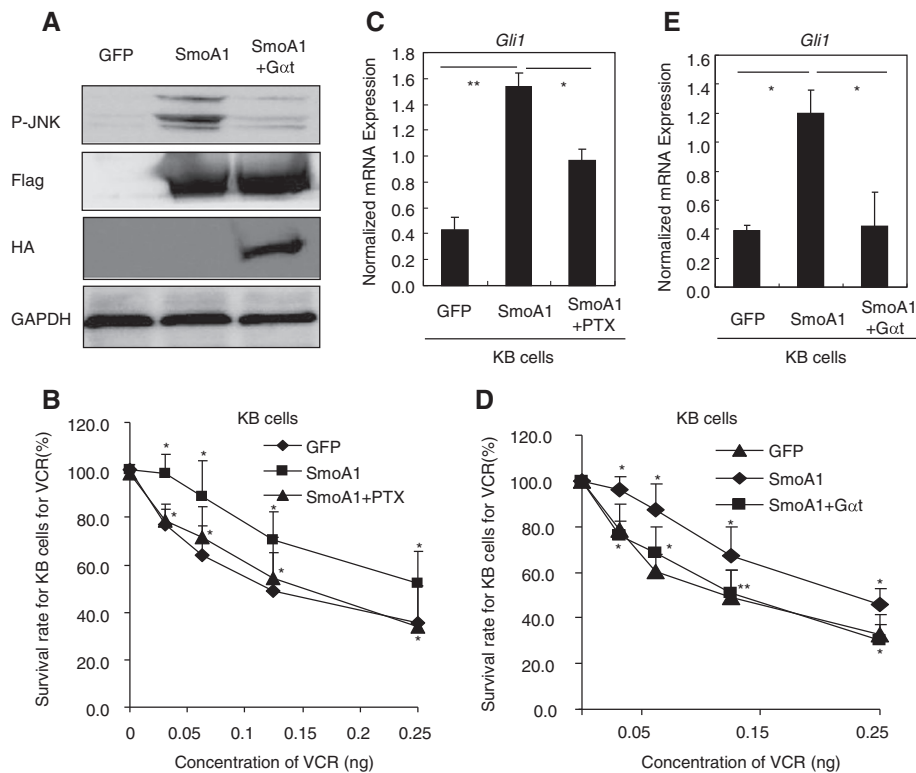 A
GFP SmoA1 SmoA1
+Gαt
P-JNK
Flag
HA
GAPDH
C
Gli1
Normalized mRNA Expression
1.8
1.6
1.4
1.2
1.0
0.8
0.6
0.4
0.2
0.0
** *
GFP SmoA1 SmoA1
+PTX
KB cells
E
Gli1
Normalized mRNA Expression
1.6
1.4
1.2
1.0
0.8
0.6
0.4
0.2
0.0
* *
GFP SmoA1 SmoA1
+Gαt
KB cells
B
KB cells
GFP
SmoA1
SmoA1+PTX
Survival rate for KB cells for VCR(%)
120.0
100.0
80.0
60.0
40.0
20.0
0.0
* * * *
* * * *
0 0.05 0.1 0.15 0.2 0.25
Concentration of VCR (ng)
D
KB cells
GFP
SmoA1
SmoA1+Gαt
Survival rate for KB cells for VCR(%)
120.0
100.0
80.0
60.0
40.0
20.0
0.0
* * * *
* * ** *
0.05 0.15 0.25
Concentration of VCR (ng)